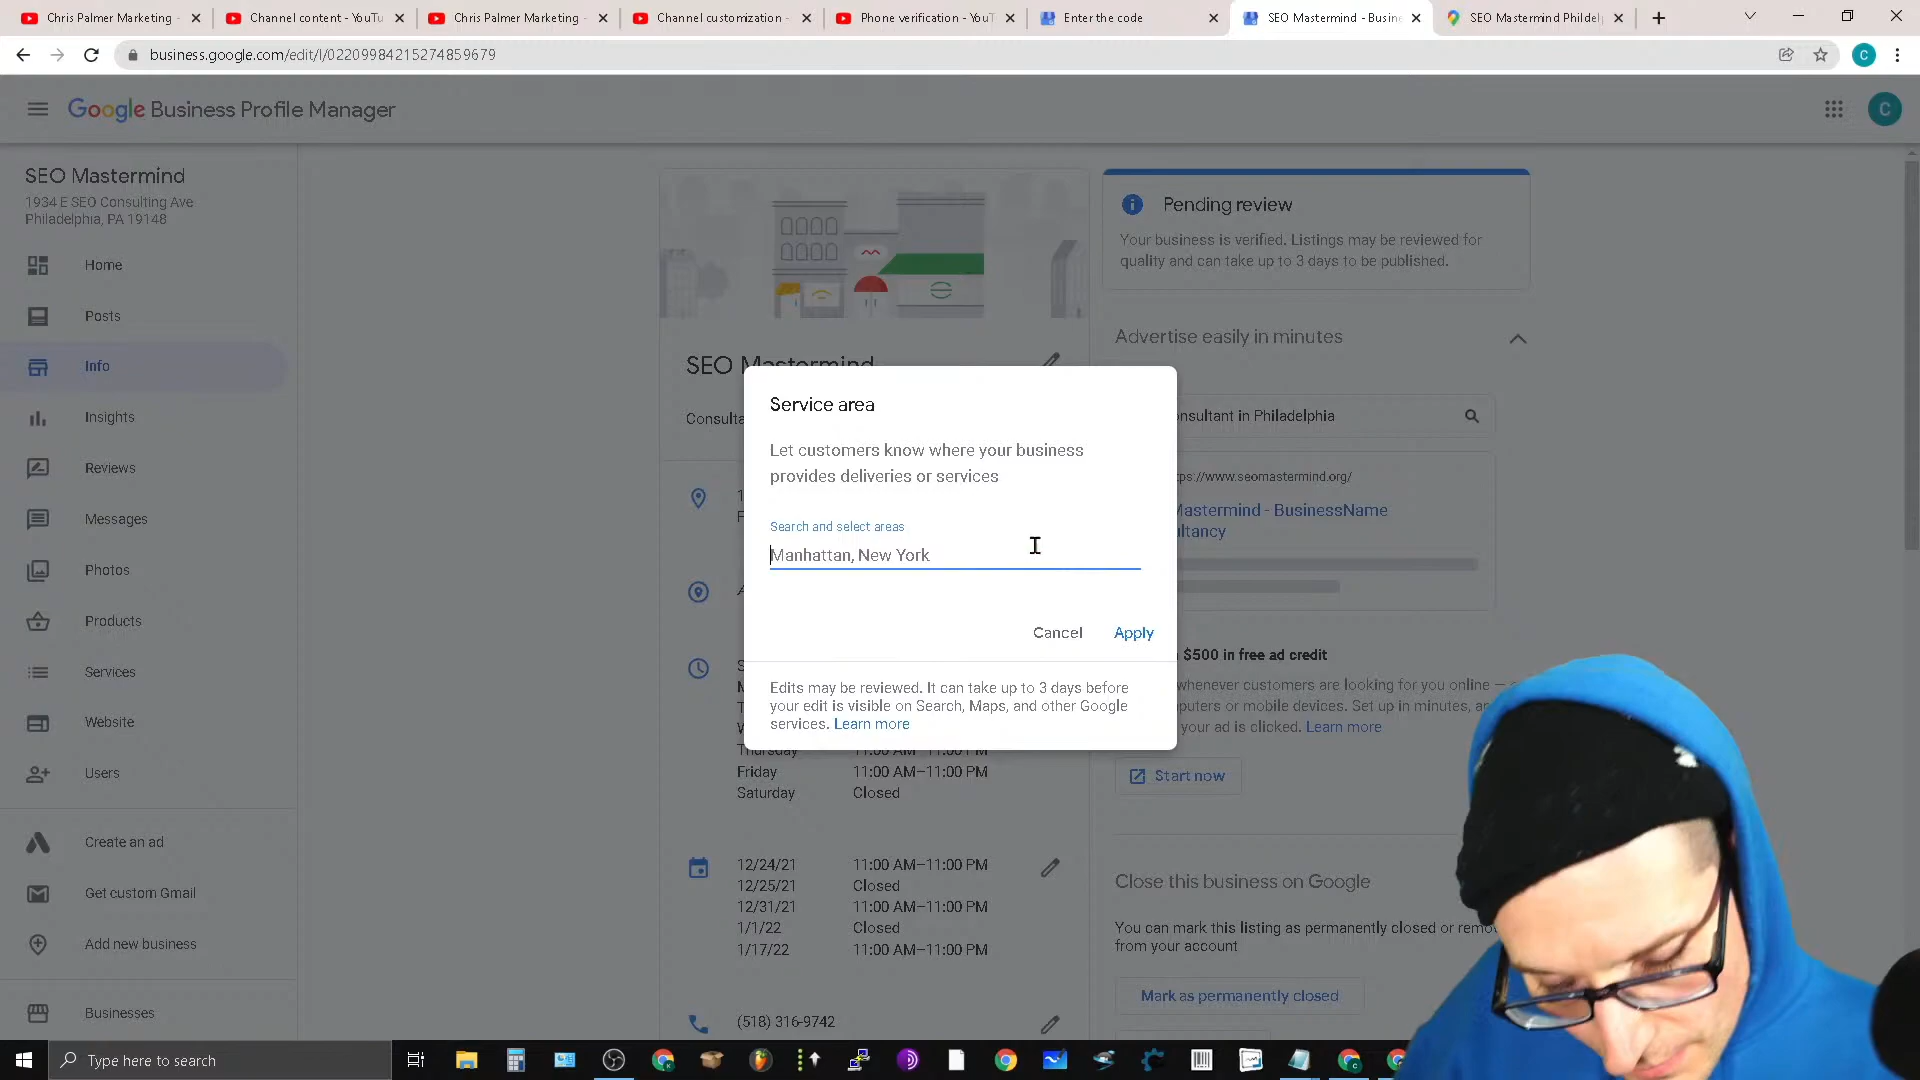 Chris Palmer Marketing -
Channel content - YouTu
Chris Palmer Marketing -
Channel customization -
Phone verification - YouT
Enter the code
SEO Mastermind - Busine
SEO Mastermind Phildel
business.google.com/edit/l/02209984215274859679
C
Google Business Profile Manager
C
SEO Mastermind
1934 E SEO Consulting Ave
Philadelphia, PA 19148
Home
Posts
Info
Insights
Reviews
Messages
Photos
Products
Services
Website
Users
Create an ad
Get custom Gmail
Add new business
Businesses
SEO Mastermind
Consulta
Service area
Let customers know where your business
provides deliveries or services
Search and select areas
Manhattan, New York
Cancel
Apply
Edits may be reviewed. It can take up to 3 days before
your edit is visible on Search, Maps, and other Google
services. Learn more
Thursday 11:00 AM–11:00 PM
Friday 11:00 AM–11:00 PM
Saturday Closed
12/24/21 11:00 AM–11:00 PM
12/25/21 Closed
12/31/21 11:00 AM–11:00 PM
1/1/22 Closed
1/17/22 11:00 AM–11:00 PM
(518) 316-9742
Pending review
Your business is verified. Listings may be reviewed for
quality and can take up to 3 days to be published.
Advertise easily in minutes
onsultant in Philadelphia
ps://www.seomastermind.org/
Mastermind - BusinessName
ultancy
$500 in free ad credit
whenever customers are looking for you online —
puters or mobile devices. Set up in minutes, a
your ad is clicked. Learn more
Start now
Close this business on Google
You can mark this listing as permanently closed or remo
from your account
Mark as permanently closed
Type here to search